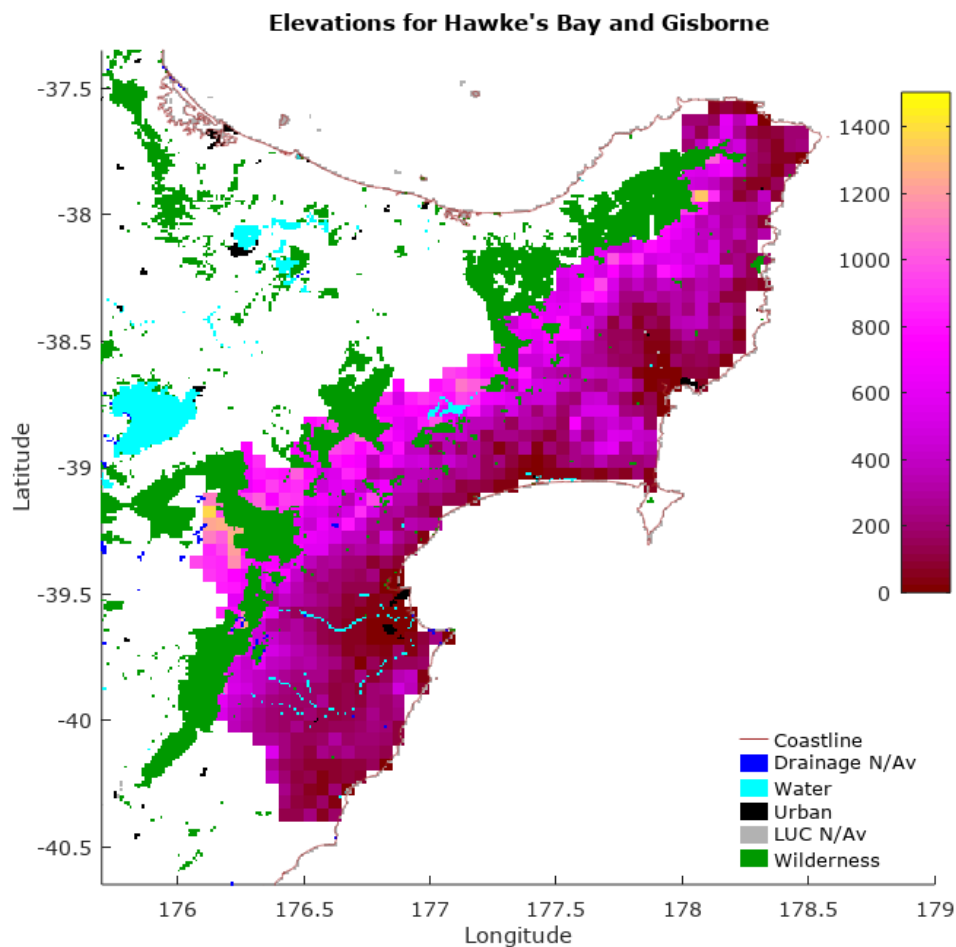 Elevations for Hawke's Bay and Gisborne
-37.5
-38
-38.5
-39
-39.5
-40
-40.5
Latitude
176
176.5
177
177.5
178
178.5
179
Longitude
1400
1200
1000
800
600
400
200
0
Coastline
Drainage N/Av
Water
Urban
LUC N/Av
Wilderness